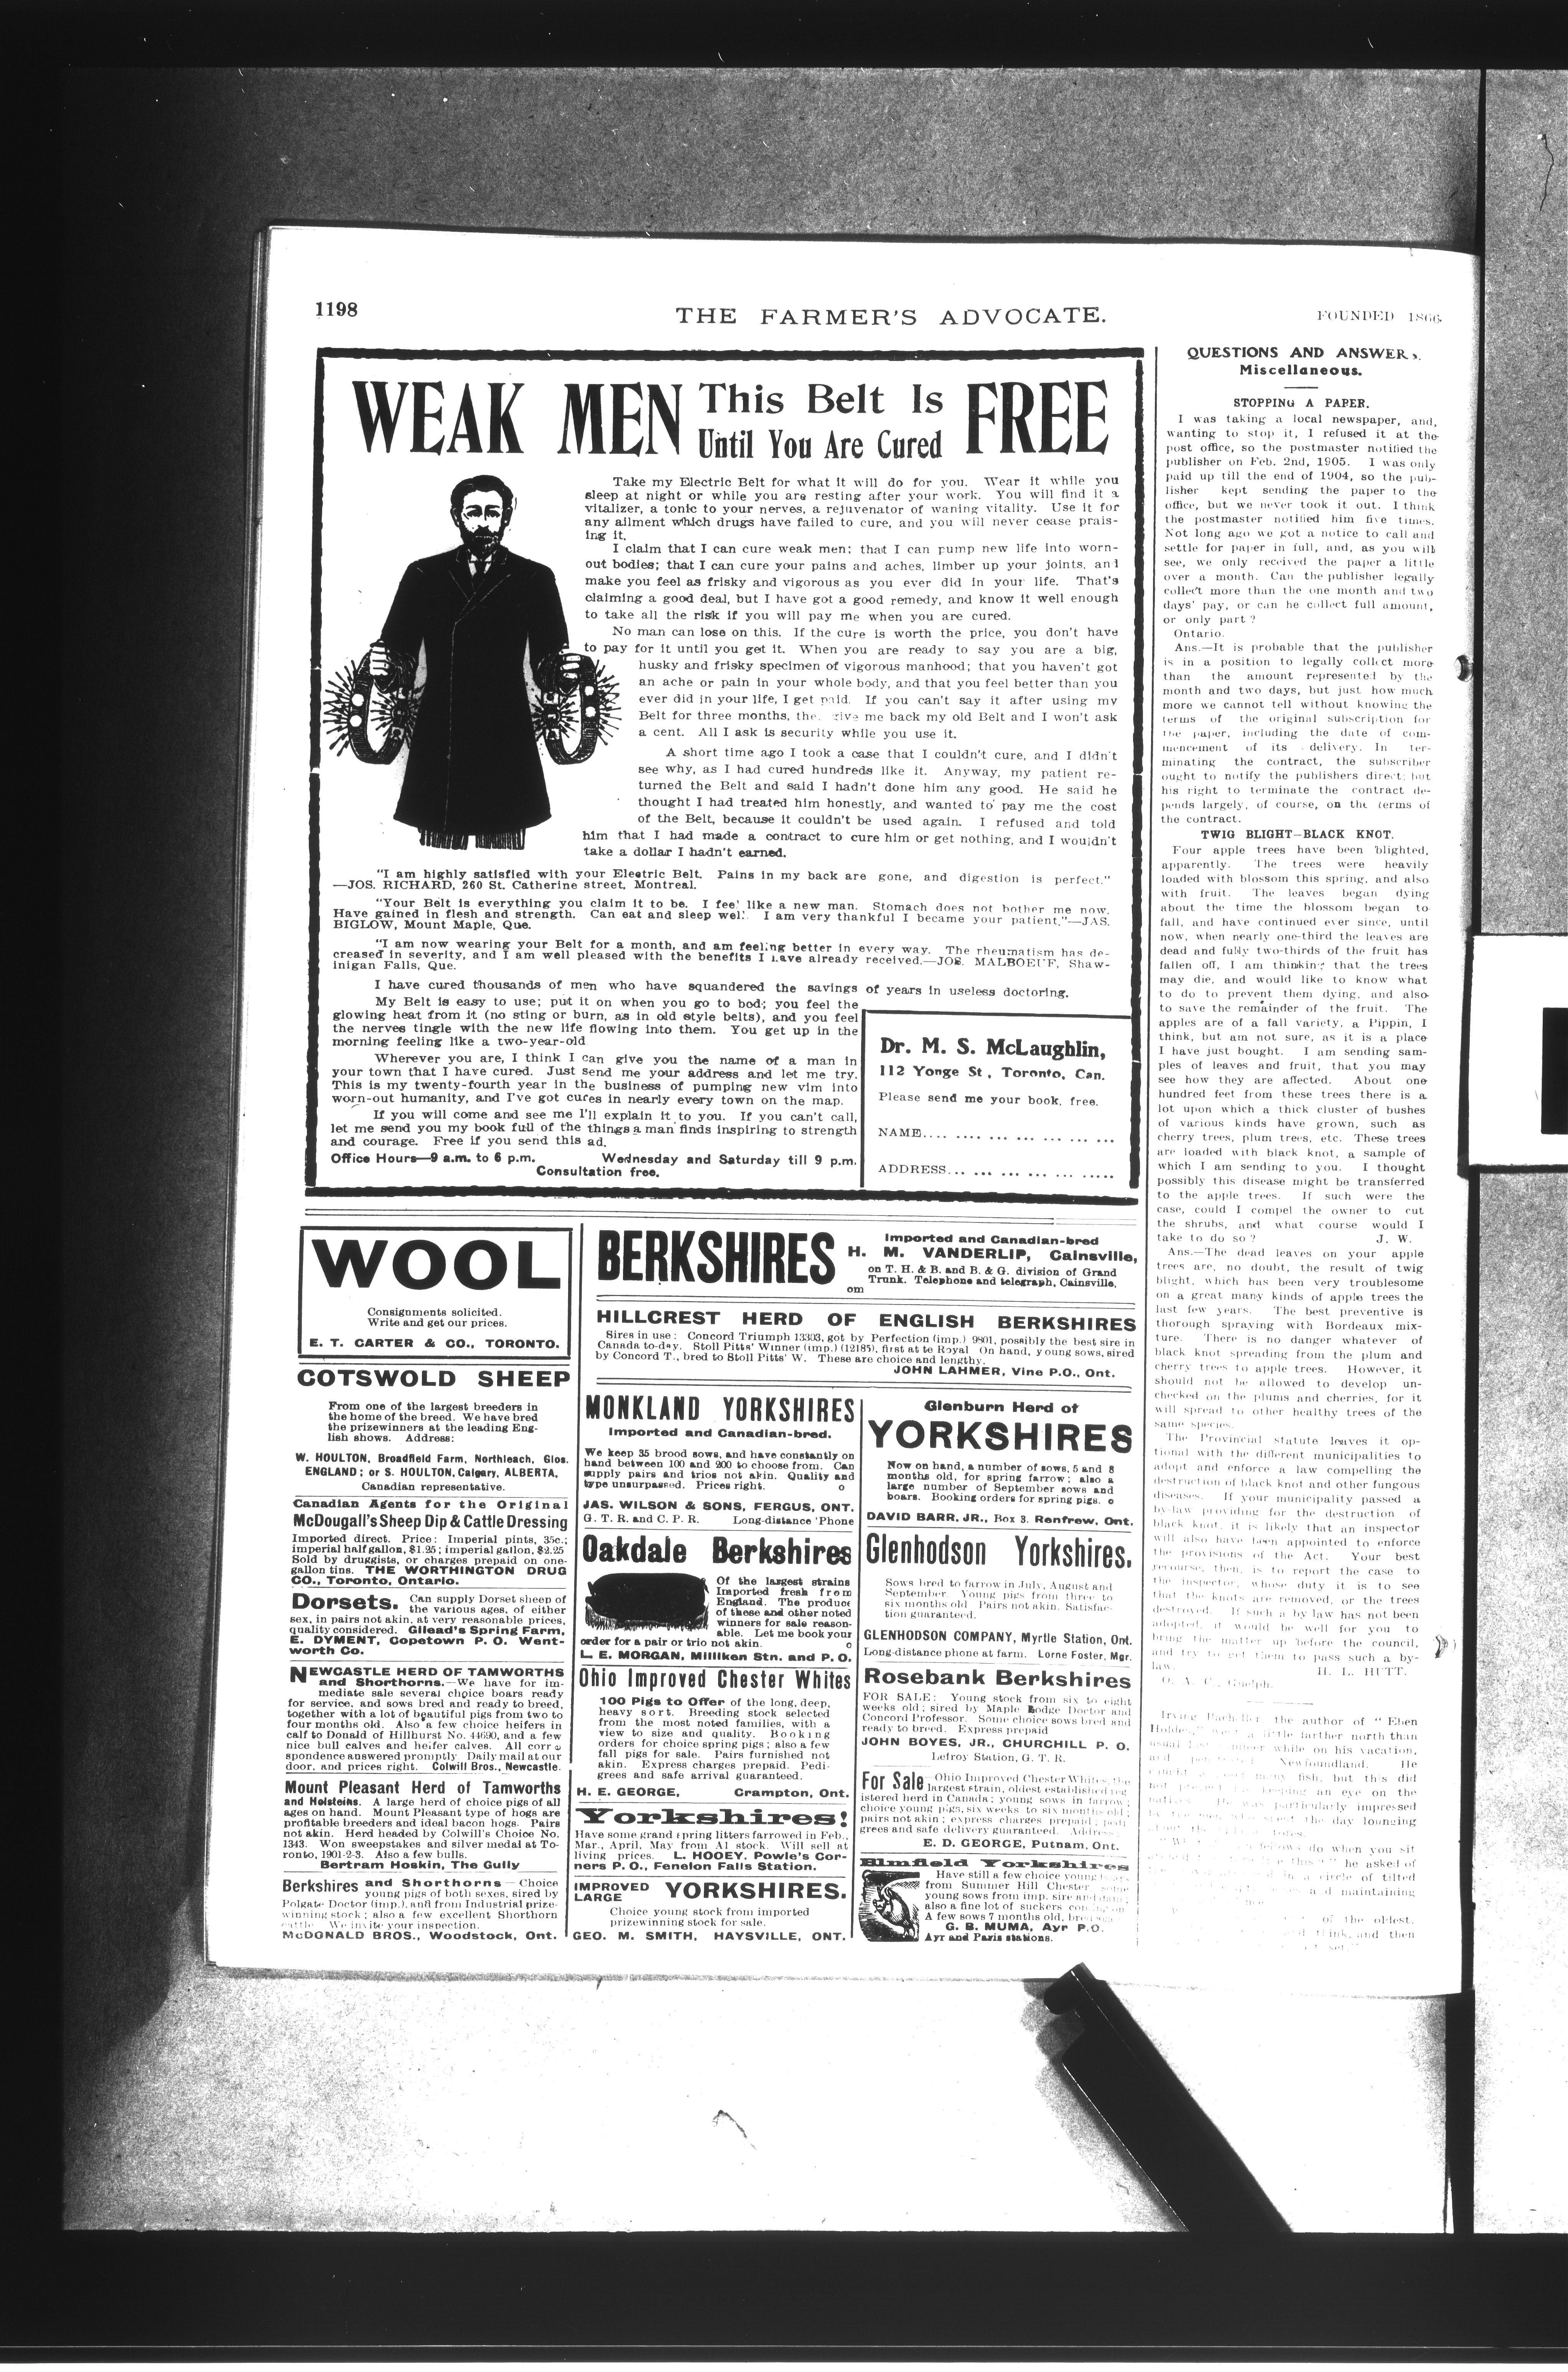 1198
THE FARMER'S ADVOCATE.
FOUNDED 1866
WEAK MEN This Belt Is Until You Are Cured FREE
Take my Electric Belt for what it will do for you. Wear it while you
sleep at night or while you are resting after your work. You will find it a
vitalizer, a tonic to your nerves, a rejuvenator of waning vitality. Use it for
any ailment which drugs have failed to cure, and you will never cease prais-
ing it.
I claim that I can cure weak men; that I can pump new life into worn-
out bodies; that I can cure your pains and aches, limber up your joints, and
make you feel as frisky and vigorous as you ever did in your life. That's
claiming a good deal, but I have got a good remedy, and know it well enough
to take all the risk if you will pay me when you are cured.
No man can lose on this. If the cure is worth the price, you don't have
to pay for it until you get it. When you are ready to say you are a big,
husky and frisky specimen of vigorous manhood; that you haven't got
an ache or pain in your whole body, and that you feel better than you
ever did in your life, I get paid. If you can't say it after using my
Belt for three months, the give me back my old Belt and I won't ask
a cent. All I ask is security while you use it.
A short time ago I took a case that I couldn't cure, and I didn't
see why, as I had cured hundreds like it. Anyway, my patient re-
turned the Belt and said I hadn't done him any good. He said he
thought I had treated him honestly, and wanted to pay me the cost
of the Belt, because it couldn't be used again. I refused and told
him that I had made a contract to cure him or get nothing, and I wouldn't
take a dollar I hadn't earned.
"I am highly satisfied with your Electric Belt. Pains in my back are gone, and digestion is perfect."
—JOS. RICHARD, 260 St. Catherine street, Montreal.
"Your Belt is everything you claim it to be. I feel like a new man. Stomach does not bother me now.
Have gained in flesh and strength. Can eat and sleep well. I am very thankful I became your patient."—JAS.
BIGLOW, Mount Maple, Que.
"I am now wearing your Belt for a month, and am feeling better in every way. The rheumatism has de-
creased in severity, and I am well pleased with the benefits I have already received.—JOS. MALBOEUF, Shaw-
inigan Falls, Que.
I have cured thousands of men who have squandered the savings of years in useless doctoring.
My Belt is easy to use; put it on when you go to bed; you feel the
glowing heat from it (no sting or burn, as in old style belts), and you feel
the nerves tingle with the new life flowing into them. You get up in the
morning feeling like a two-year-old
Wherever you are, I think I can give you the name of a man in
your town that I have cured. Just send me your address and let me try.
This is my twenty-fourth year in the business of pumping new vim into
worn-out humanity, and I've got cures in nearly every town on the map.
If you will come and see me I'll explain it to you. If you can't call,
let me send you my book full of the things a man finds inspiring to strength
and courage. Free if you send this ad.
Office Hours—9 a.m. to 6 p.m. Wednesday and Saturday till 9 p.m.
Consultation free.
Dr. M. S. McLaughlin,
112 Yonge St, Toronto, Can.
Please send me your book, free.
NAME.... .... ... ... ... ... ...
ADDRESS... ... ... ... ... .....
WOOL
Consignments solicited.
Write and get our prices.
E. T. CARTER & CO., TORONTO.
COTSWOLD SHEEP
From one of the largest breeders in
the home of the breed. We have bred
the prizewinners at the leading Eng-
lish shows. Address:
W. HOULTON, Broadfield Farm, Northleach, Glos.
ENGLAND; or S. HOULTON, Calgary, ALBERTA,
Canadian representative.
Canadian Agents for the Original
McDougall's Sheep Dip & Cattle Dressing
Imported direct. Price: Imperial pints, 35c.;
imperial half gallon, $1.25; imperial gallon, $2.25
Sold by druggists, or charges prepaid on one-
gallon tins. THE WORTHINGTON DRUG
CO., Toronto, Ontario.
Dorsets. Can supply Dorset sheep of
the various ages, of either
sex, in pairs not akin, at very reasonable prices,
quality considered. Gilead's Spring Farm,
E. DYMENT, Copetown P. O. Went-
worth Co.
NEWCASTLE HERD OF TAMWORTHS
and Shorthorns.—We have for im-
mediate sale several choice boars ready
for service, and sows bred and ready to breed,
together with a lot of beautiful pigs from two to
four months old. Also a few choice heifers in
calf to Donald of Hillhurst No. 44690, and a few
nice bull calves and heifer calves. All corr
spondence answered promptly Daily mail at our
door, and prices right. Colwill Bros., Newcastle.
Mount Pleasant Herd of Tamworths
and Holsteins. A large herd of choice pigs of all
ages on hand. Mount Pleasant type of hogs are
profitable breeders and ideal bacon hogs. Pairs
not akin. Herd headed by Colwill's Choice No.
1343. Won sweepstakes and silver medal at To-
ronto, 1901-2-3. Also a few bulls.
Bertram Hoskin, The Gully
Berkshires and Shorthorns — Choice
young pigs of both sexes, sired by
Polgate Doctor (imp.), and from Industrial prize-
winning stock; also a few excellent Shorthorn
cattle We invite your inspection.
McDONALD BROS., Woodstock, Ont.
BERKSHIRES
Imported and Canadian-bred
H. M. VANDERLIP, Cainsville,
on T. H. & B. and B. & G. division of Grand
Trunk. Telephone and telegraph, Cainsville.
om
HILLCREST HERD OF ENGLISH BERKSHIRES
Sires in use: Concord Triumph 13303, got by Perfection (imp.) 9801, possibly the best sire in
Canada to-day. Stoll Pitts' Winner (imp.) (12185), first at te Royal On hand, young sows, sired
by Concord T., bred to Stoll Pitts' W. These are choice and lengthy.
JOHN LAHMER, Vine P.O., Ont.
MONKLAND YORKSHIRES
Imported and Canadian-bred.
We keep 35 brood sows, and have constantly on
hand between 100 and 200 to choose from. Can
supply pairs and trios not akin. Quality and
type unsurpassed. Prices right. o
JAS. WILSON & SONS, FERGUS, ONT.
G. T. R. and C. P. R. Long-distance 'Phone
Oakdale Berkshires
Of the largest strains
Imported fresh from
England. The produce
of these and other noted
winners for sale reason-
able. Let me book your
order for a pair or trio not akin. o
L. E. MORGAN, Milliken Stn. and P. O.
Ohio Improved Chester Whites
100 Pigs to Offer of the long, deep,
heavy sort. Breeding stock selected
from the most noted families, with a
view to size and quality. Booking
orders for choice spring pigs; also a few
fall pigs for sale. Pairs furnished not
akin. Express charges prepaid. Pedi-
grees and safe arrival guaranteed.
H. E. GEORGE, Crampton, Ont.
Yorkshires!
Have some grand spring litters farrowed in Feb.,
Mar., April, May from A1 stock. Will sell at
living prices. L. HOOEY, Powle's Cor-
ners P. O., Fenelon Falls Station.
IMPROVED LARGE YORKSHIRES.
Choice young stock from imported
prizewinning stock for sale.
GEO. M. SMITH, HAYSVILLE, ONT.
Glenburn Herd of
YORKSHIRES
Now on hand, a number of sows, 5 and 8
months old, for spring farrow; also a
large number of September sows and
boars. Booking orders for spring pigs. o
DAVID BARR, JR., Box 3, Renfrew, Ont.
Glenhodson Yorkshires.
Sows bred to farrow in July, August and
September Young pigs from three to
six months old Pairs not akin. Satisfac-
tion guaranteed.
GLENHODSON COMPANY, Myrtle Station, Ont.
Long-distance phone at farm. Lorne Foster, Mgr.
Rosebank Berkshires
FOR SALE: Young stock from six to eight
weeks old; sired by Maple Lodge Doctor and
Concord Professor. Some choice sows bred and
ready to breed. Express prepaid
JOHN BOYES, JR., CHURCHILL P. O.
Lefroy Station, G. T. R.
For Sale—Ohio Improved Chester Whites, the
largest strain, oldest established reg
istered herd in Canada; young sows in farrow;
choice young pigs, six weeks to six months old;
pairs not akin; express charges prepaid; pedi
grees and safe delivery guaranteed. Address
E. D. GEORGE, Putnam, Ont.
Elmfield Yorkshires
Have still a few choice young
from Summer Hill Chester
young sows from imp. sire and dam;
also a fine lot of sucklers
A few sows 7 months old,
G. B. MUMA, Ayr P.O.
Ayr and Paris stations.
QUESTIONS AND ANSWERS.
Miscellaneous.
STOPPING A PAPER.
I was taking a local newspaper, and,
wanting to stop it, I refused it at the
post office, so the postmaster notified the
publisher on Feb. 2nd, 1905. I was only
paid up till the end of 1904, so the pub-
lisher kept sending the paper to the
office, but we never took it out. I think
the postmaster notified him five times.
Not long ago we got a notice to call and
settle for paper in full, and, as you will
see, we only received the paper a little
over a month. Can the publisher legally
collect more than the one month and two
days' pay, or can he collect full amount,
or only part?
Ontario.
Ans.—It is probable that the publisher
is in a position to legally collect more
than the amount represented by the
month and two days, but just how much
more we cannot tell without knowing the
terms of the original subscription for
the paper, including the date of com-
mencement of its delivery. In ter-
minating the contract, the subscriber
ought to notify the publishers direct; but
his right to terminate the contract de-
pends largely, of course, on the terms of
the contract.
TWIG BLIGHT—BLACK KNOT.
Four apple trees have been blighted,
apparently. The trees were heavily
loaded with blossom this spring, and also
with fruit. The leaves began dying
about the time the blossom began to
fall, and have continued ever since, until
now, when nearly one-third the leaves are
dead and fully two-thirds of the fruit has
fallen off, I am thinking that the trees
may die, and would like to know what
to do to prevent them dying, and also
to save the remainder of the fruit. The
apples are of a fall variety, a Pippin, I
think, but am not sure, as it is a place
I have just bought. I am sending sam-
ples of leaves and fruit, that you may
see how they are affected. About one
hundred feet from these trees there is a
lot upon which a thick cluster of bushes
of various kinds have grown, such as
cherry trees, plum trees, etc. These trees
are loaded with black knot, a sample of
which I am sending to you. I thought
possibly this disease might be transferred
to the apple trees. If such were the
case, could I compel the owner to cut
the shrubs, and what course would I
take to do so? J. W.
Ans.—The dead leaves on your apple
trees are, no doubt, the result of twig
blight, which has been very troublesome
on a great many kinds of apple trees the
last few years. The best preventive is
thorough spraying with Bordeaux mix-
ture. There is no danger whatever of
black knot spreading from the plum and
cherry trees to apple trees. However, it
should not be allowed to develop un-
checked on the plums and cherries, for it
will spread to other healthy trees of the
same species.
The Provincial statute leaves it op-
tional with the different municipalities to
adopt and enforce a law compelling the
destruction of black knot and other fungous
diseases. If your municipality passed a
by-law providing for the destruction of
black knot, it is likely that an inspector
will also have been appointed to enforce
the provisions of the Act. Your best
recourse, then, is to report the case to
the inspector, whose duty it is to see
that the knots are removed, or the trees
destroyed. If such a by law has not been
adopted, it would be well for you to
bring the matter up before the council,
and try to get them to pass such a by-
law. H. L. HUTT.
O. A. C., Guelph.
Irving Bacheller, the author of "Eben
Holden," went a little farther north than
usual last summer while on his vacation,
and Newfoundland. He
caught many fish, but this did
not keeping an eye on the
natives. He was particularly impressed
the day lounging
do when you sit
this he asked of
in a circle of tilted
and maintaining
of the oldest.
think, and then